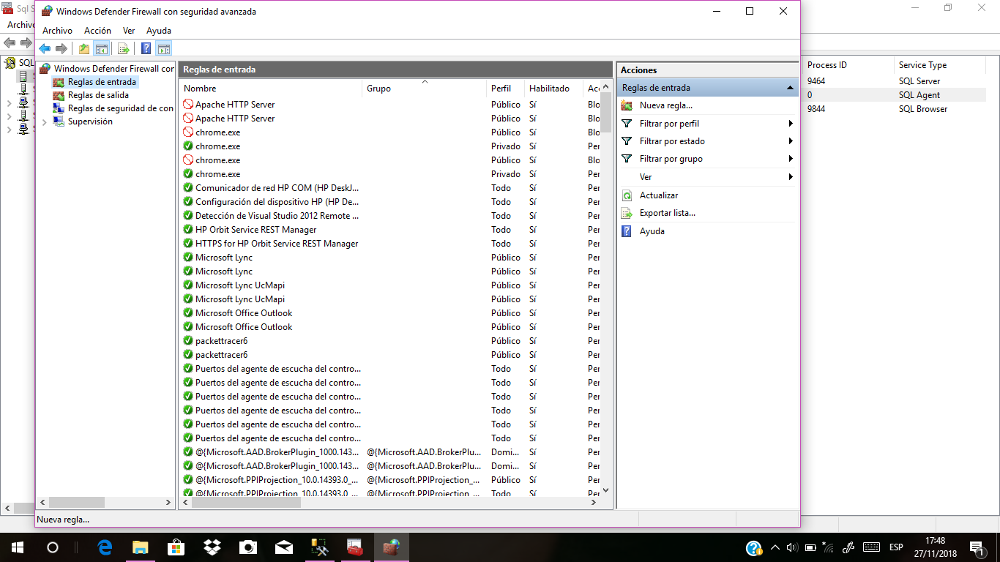 Sql S
Windows Defender Firewall con seguridad avanzada
Archivo
Archivo Acción Ver Ayuda
SQL
Windows Defender Firewall con
Reglas de entrada
Reglas de salida
Reglas de seguridad de con
Supervisión
Reglas de entrada
Nombre Grupo Perfil Habilitado Acc
Apache HTTP Server Público Sí Blo
Apache HTTP Server Público Sí Blo
chrome.exe Público Sí Blo
chrome.exe Privado Sí Per
chrome.exe Público Sí Blo
chrome.exe Privado Sí Per
Comunicador de red HP COM (HP DeskJ... Todo Sí Per
Configuración del dispositivo HP (HP De... Todo Sí Per
Detección de Visual Studio 2012 Remote ... Todo Sí Per
HP Orbit Service REST Manager Todo Sí Per
HTTPS for HP Orbit Service REST Manager Todo Sí Per
Microsoft Lync Público Sí Per
Microsoft Lync Público Sí Per
Microsoft Lync UcMapi Público Sí Per
Microsoft Lync UcMapi Público Sí Per
Microsoft Office Outlook Público Sí Per
Microsoft Office Outlook Público Sí Per
packettracer6 Público Sí Per
packettracer6 Público Sí Per
Puertos del agente de escucha del contro... Todo Sí Per
Puertos del agente de escucha del contro... Todo Sí Per
Puertos del agente de escucha del contro... Todo Sí Per
Puertos del agente de escucha del contro... Todo Sí Per
Puertos del agente de escucha del contro... Todo Sí Per
Puertos del agente de escucha del contro... Todo Sí Per
@{Microsoft.AAD.BrokerPlugin_1000.143... @{Microsoft.AAD.BrokerPlu... Domi... Sí Per
@{Microsoft.AAD.BrokerPlugin_1000.143... @{Microsoft.AAD.BrokerPlu... Domi... Sí Per
@{Microsoft.PPIProjection_10.0.14393.0_... @{Microsoft.PPIProjection_... Público Sí Per
@{Microsoft.PPIProjection_10.0.14393.0_... @{Microsoft.PPIProjection_... Todo Sí Per
Acciones
Reglas de entrada
Nueva regla...
Filtrar por perfil
Filtrar por estado
Filtrar por grupo
Ver
Actualizar
Exportar lista...
Ayuda
Process ID Service Type
9464 SQL Server
0 SQL Agent
9844 SQL Browser
Nueva regla...
ESP
17:48
27/11/2018
1